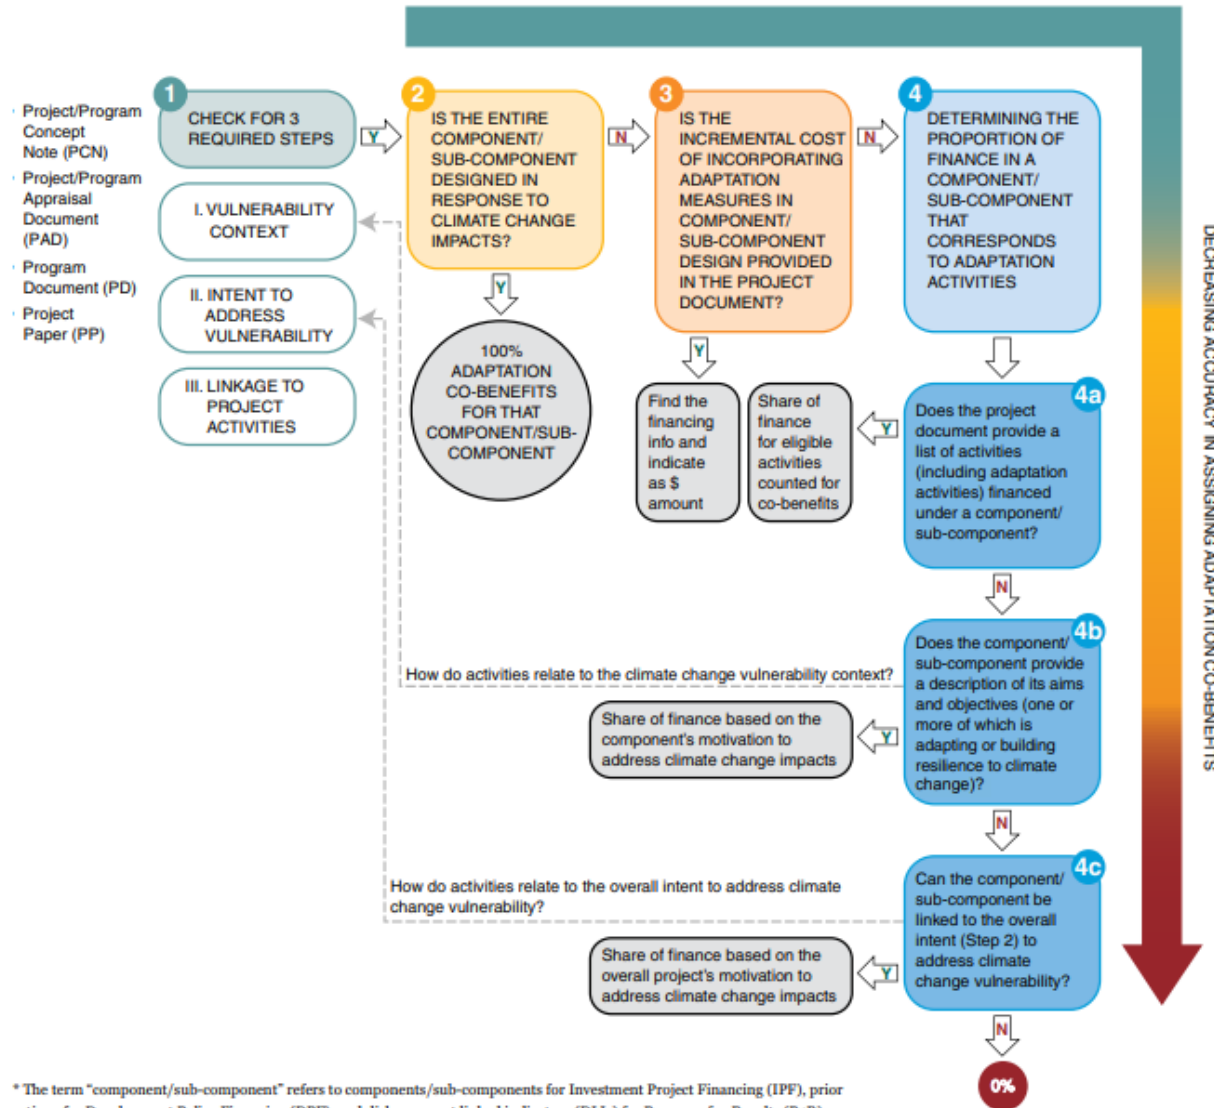 Project/Program
Concept
Note (PCN)
Project/Program
Appraisal
Document
(PAD)
Program
Document (PD)
Project
Paper (PP)
1
CHECK FOR 3
REQUIRED STEPS
Y
I. VULNERABILITY
CONTEXT
II. INTENT TO
ADDRESS
VULNERABILITY
III. LINKAGE TO
PROJECT
ACTIVITIES
2
IS THE ENTIRE
COMPONENT/
SUB-COMPONENT
DESIGNED IN
RESPONSE TO
CLIMATE CHANGE
IMPACTS?
N
Y
100%
ADAPTATION
CO-BENEFITS
FOR THAT
COMPONENT/SUB-
COMPONENT
3
IS THE
INCREMENTAL COST
OF INCORPORATING
ADAPTATION
MEASURES IN
COMPONENT/
SUB-COMPONENT
DESIGN PROVIDED
IN THE PROJECT
DOCUMENT?
N
Y
Find the
financing
info and
indicate
as $
amount
Share of
finance
for eligible
activities
counted for
co-benefits
4
DETERMINING THE
PROPORTION OF
FINANCE IN A
COMPONENT/
SUB-COMPONENT
THAT
CORRESPONDS
TO ADAPTATION
ACTIVITIES
4a
Does the project
document provide a
list of activities
(including adaptation
activities) financed
under a component/
sub-component?
Y
N
4b
Does the component/
sub-component provide
a description of its aims
and objectives (one or
more of which is
adapting or building
resilience to climate
change)?
How do activities relate to the climate change vulnerability context?
Y
Share of finance based on the
component's motivation to
address climate change impacts
N
4c
Can the component/
sub-component be
linked to the overall
intent (Step 2) to
address climate
change vulnerability?
How do activities relate to the overall intent to address climate
change vulnerability?
Y
Share of finance based on the
overall project's motivation to
address climate change impacts
N
0%
DECREASING ACCURACY IN ASSIGNING ADAPTATION CO-BENEFITS
* The term "component/sub-component" refers to components/sub-components for Investment Project Financing (IPF), prior